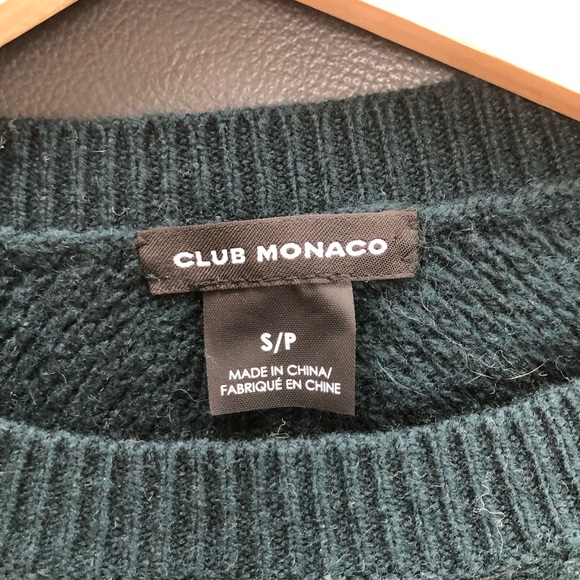 CLUB MONACO
S/P
MADE IN CHINA/
FABRIQUÉ EN CHINE